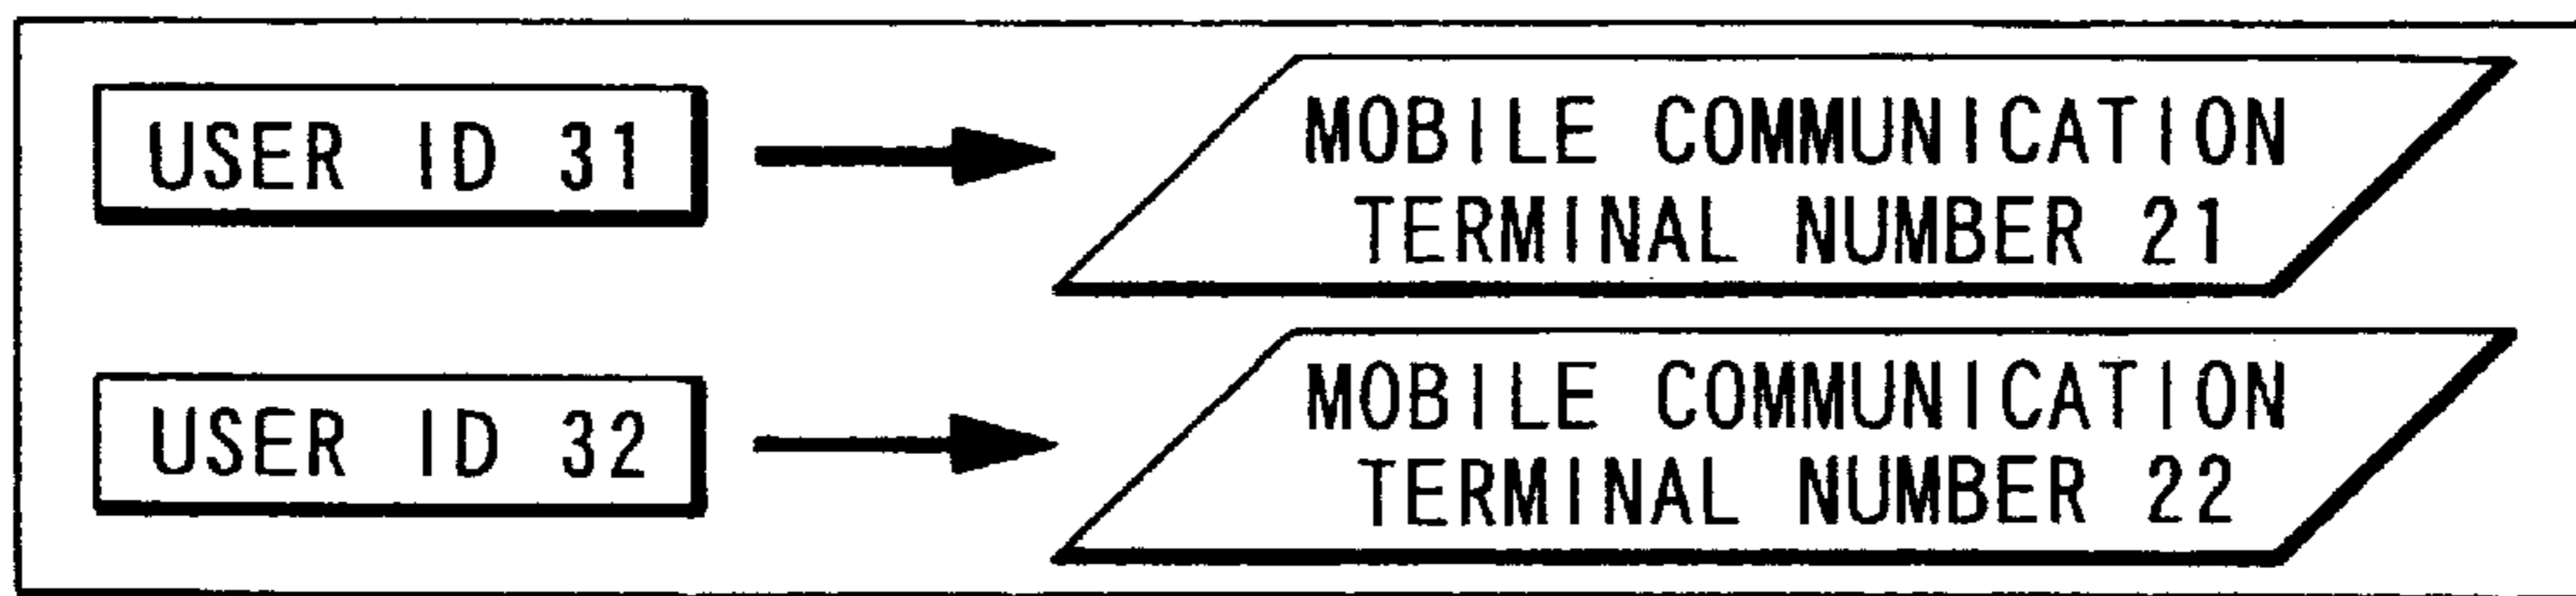 USER ID 31
MOBILE COMMUNICATION
TERMINAL NUMBER 21
USER ID 32
MOBILE COMMUNICATION
TERMINAL NUMBER 22